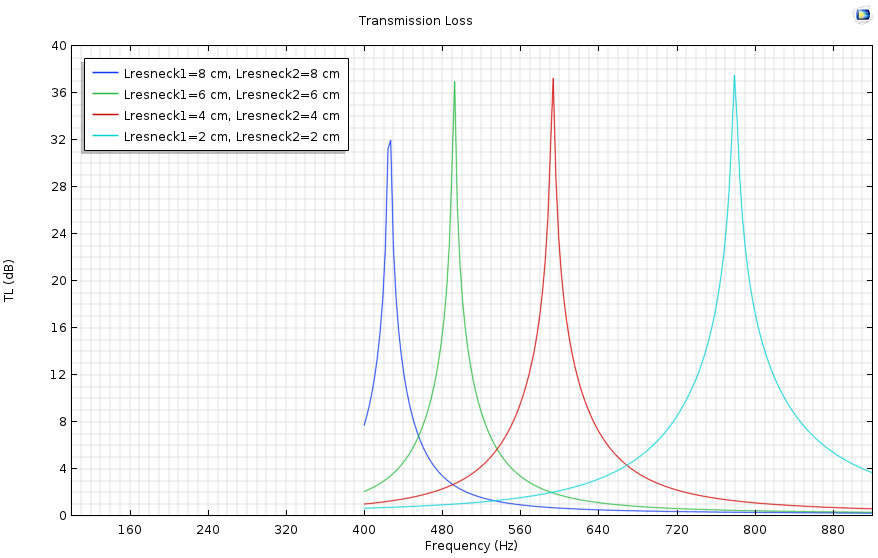 Transmission Loss
TL (dB)
40
36
32
28
24
20
16
12
8
4
0
Lresneck1=8 cm, Lresneck2=8 cm
Lresneck1=6 cm, Lresneck2=6 cm
Lresneck1=4 cm, Lresneck2=4 cm
Lresneck1=2 cm, Lresneck2=2 cm
160 240 320 400 480 560 640 720 800 880
Frequency (Hz)